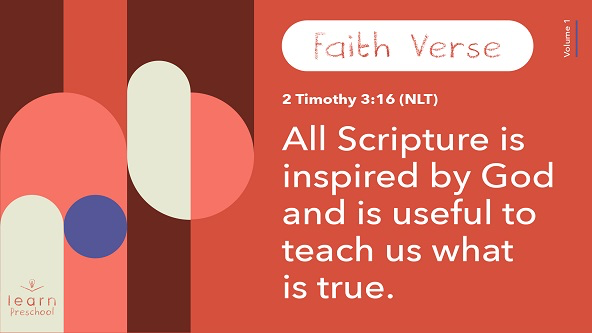 Faith Verse
Volume 1
2 Timothy 3:16 (NLT)
All Scripture is
inspired by God
and is useful to
teach us what
is true.
learn
Preschool